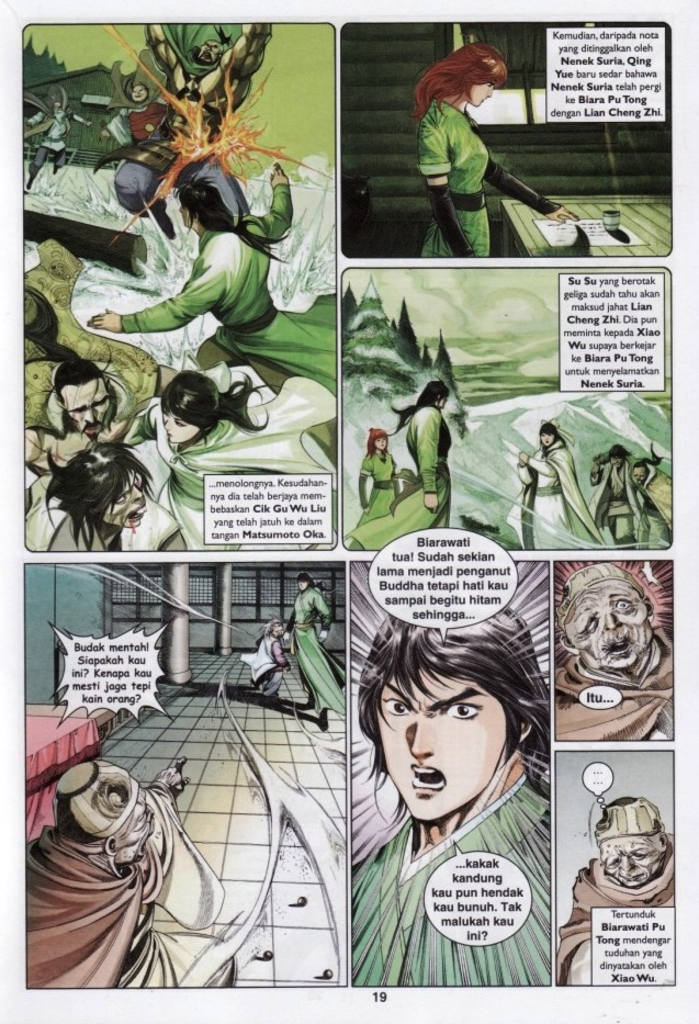 ...menolongnya. Kesudahan-
nya dia telah berjaya mem-
bebaskan Cik Gu Wu Liu
yang telah jatuh ke dalam
tangan Matsumoto Oka.
Kemudian, daripada nota
yang ditinggalkan oleh
Nenek Suria, Qing
Yue baru sedar bahawa
Nenek Suria telah pergi
ke Biara Pu Tong
dengan Lian Cheng Zhi.
Su Su yang berotak
geliga sudah tahu akan
maksud jahat Lian
Cheng Zhi. Dia pun
meminta kepada Xiao
Wu supaya berkejar
ke Biara Pu Tong
untuk menyelamatkan
Nenek Suria.
Budak mentah!
Siapakah kau
ini? Kenapa kau
mesti jaga tepi
kain orang?
Biarawati
tua! Sudah sekian
lama menjadi penganut
Buddha tetapi hati kau
sampai begitu hitam
sehingga...
...kakak
kandung
kau pun hendak
kau bunuh. Tak
malukah kau
ini?
Itu...
...
...
Tertunduk
Biarawati Pu
Tong mendengar
tuduhan yang
dinyatakan oleh
Xiao Wu.
19